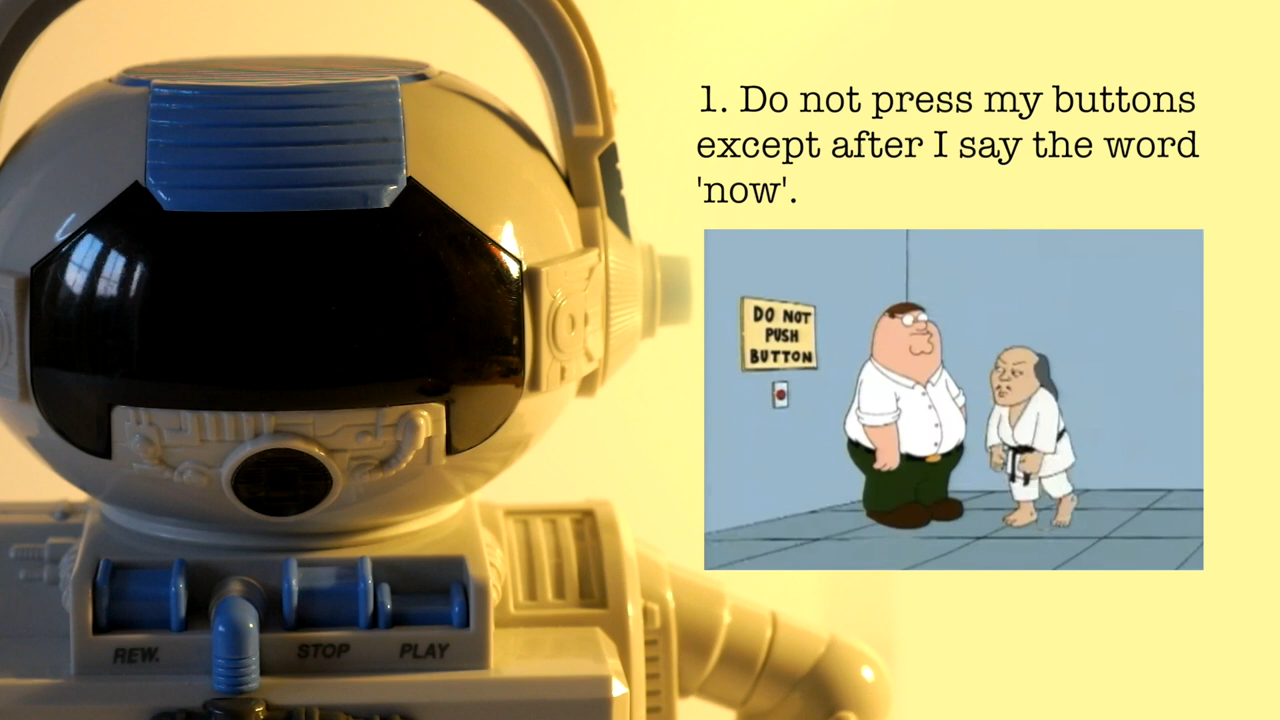 1. Do not press my buttons
except after I say the word
'now'.
DO NOT
PUSH
BUTTON
REW.
STOP
PLAY